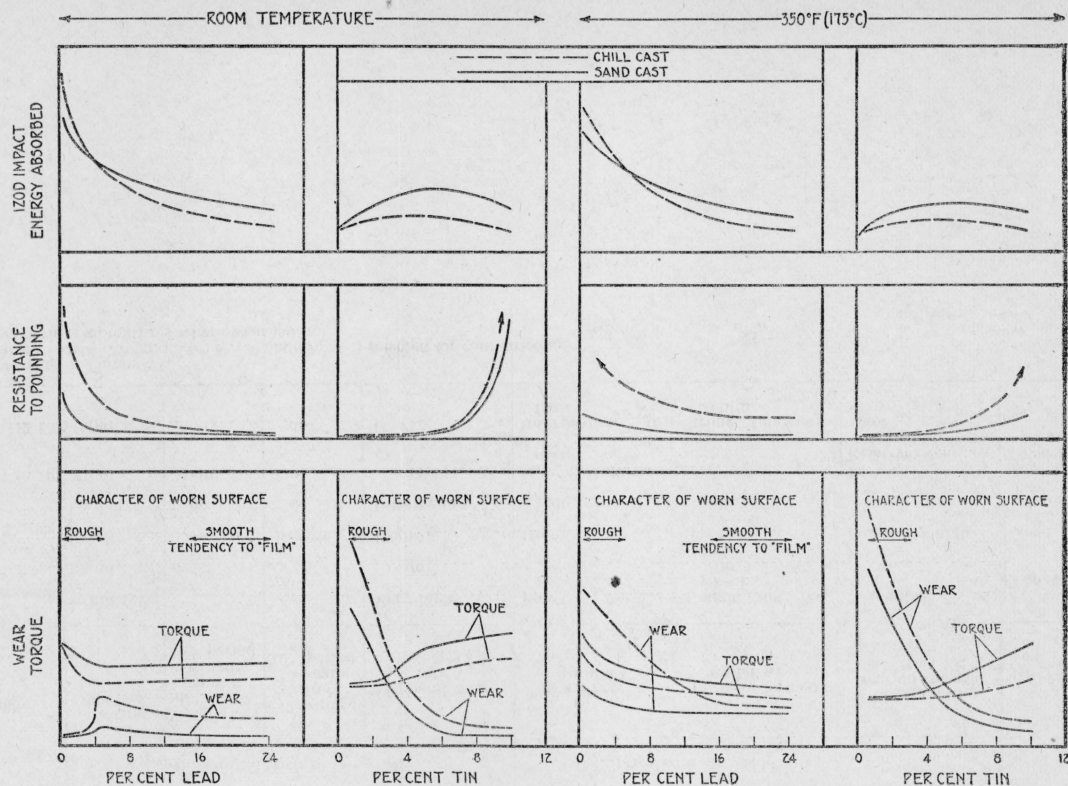 ROOM TEMPERATURE
350°F (175°C)
CHILL CAST
SAND CAST
IZOD IMPACT
ENERGY ABSORBED
RESISTANCE
TO POUNDING
CHARACTER OF WORN SURFACE
ROUGH
SMOOTH
TENDENCY TO "FILM"
TORQUE
WEAR
CHARACTER OF WORN SURFACE
ROUGH
TORQUE
WEAR
CHARACTER OF WORN SURFACE
ROUGH
SMOOTH
TENDENCY TO "FILM"
WEAR
TORQUE
CHARACTER OF WORN SURFACE
ROUGH
WEAR
TORQUE
WEAR
TORQUE
0 8 16 24
0 4 8 12
0 8 16 24
0 4 8 12
PER CENT LEAD
PER CENT TIN
PER CENT LEAD
PER CENT TIN